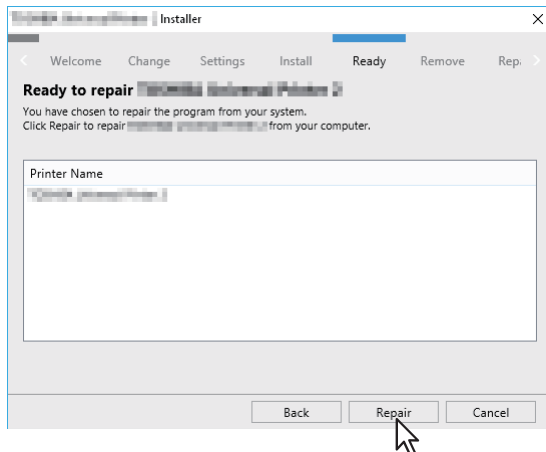 Installer
Welcome Change Settings Install Ready Remove Repa
Ready to repair
You have chosen to repair the program from your system.
Click Repair to repair from your computer.
Printer Name
Back Repair Cancel